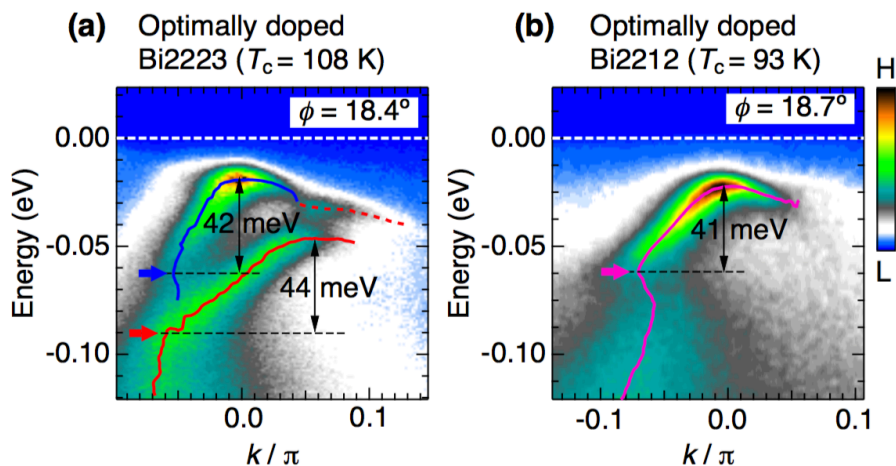 (a) Optimally doped
Bi2223 (Tc = 108 K)
ϕ = 18.4°
0.00
-0.05
-0.10
Energy (eV)
42 meV
44 meV
0.0
0.1
k / π
(b) Optimally doped
Bi2212 (Tc = 93 K)
ϕ = 18.7°
0.00
-0.05
-0.10
Energy (eV)
41 meV
-0.1
0.0
0.1
k / π
H
L